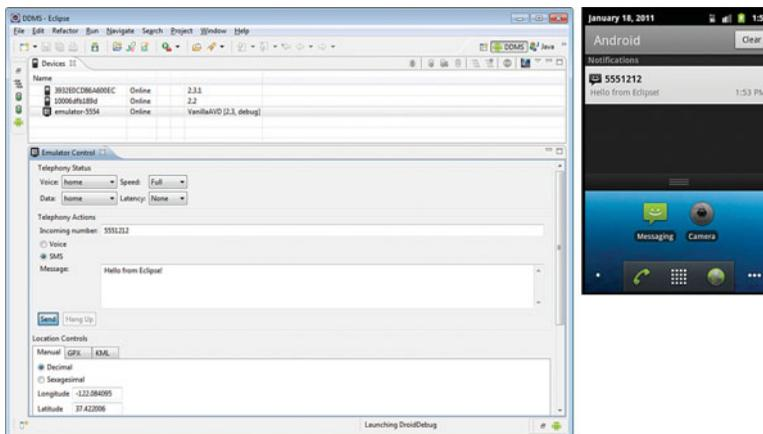 DDMS - Eclipse
File Edit Refactor Run Navigate Search Project Window Help
DDMS Java
Devices
Name
3932E0CD86A600EC Online 2.3.1
10006dfb189d Online 2.2
emulator-5554 Online VanillaAVD [2.3, debug]
Emulator Control
Telephony Status
Voice: home Speed: Full
Data: home Latency: None
Telephony Actions
Incoming number: 5551212
Voice
SMS
Message: Hello from Eclipse!
Send Hang Up
Location Controls
Manual GPX KML
Decimal
Sexagesimal
Longitude -122.084095
Latitude 37.422006
Launching DroidDebug
January 18, 2011 1:5
Android Clear
Notifications
5551212
Hello from Eclipse! 1:53 PM
Messaging Camera